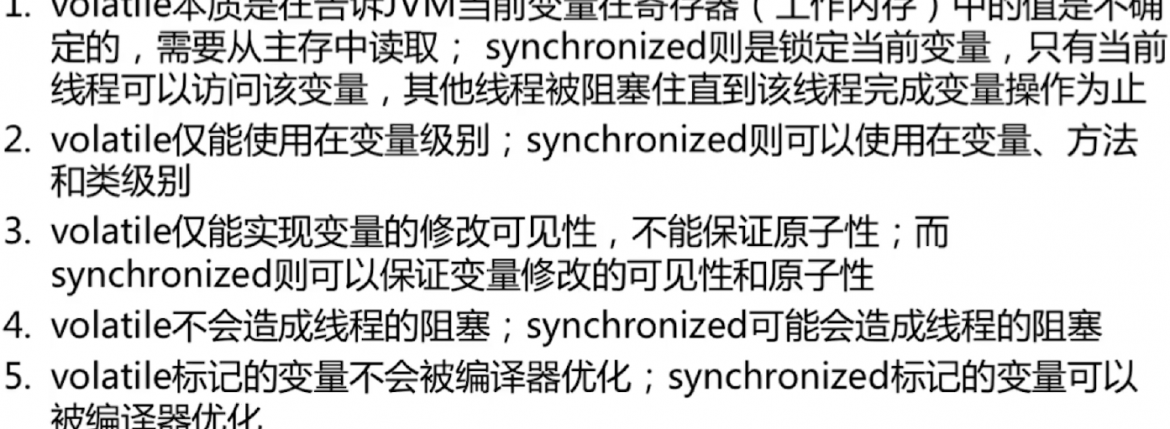 1. volatile本质是在告诉JVM当前变量在寄存器（工作内存）中的值是不确
定的，需要从主存中读取； synchronized则是锁定当前变量，只有当前
线程可以访问该变量，其他线程被阻塞住直到该线程完成变量操作为止
2. volatile仅能使用在变量级别；synchronized则可以使用在变量、方法
和类级别
3. volatile仅能实现变量的修改可见性，不能保证原子性；而
synchronized则可以保证变量修改的可见性和原子性
4. volatile不会造成线程的阻塞；synchronized可能会造成线程的阻塞
5. volatile标记的变量不会被编译器优化；synchronized标记的变量可以
被编译器优化